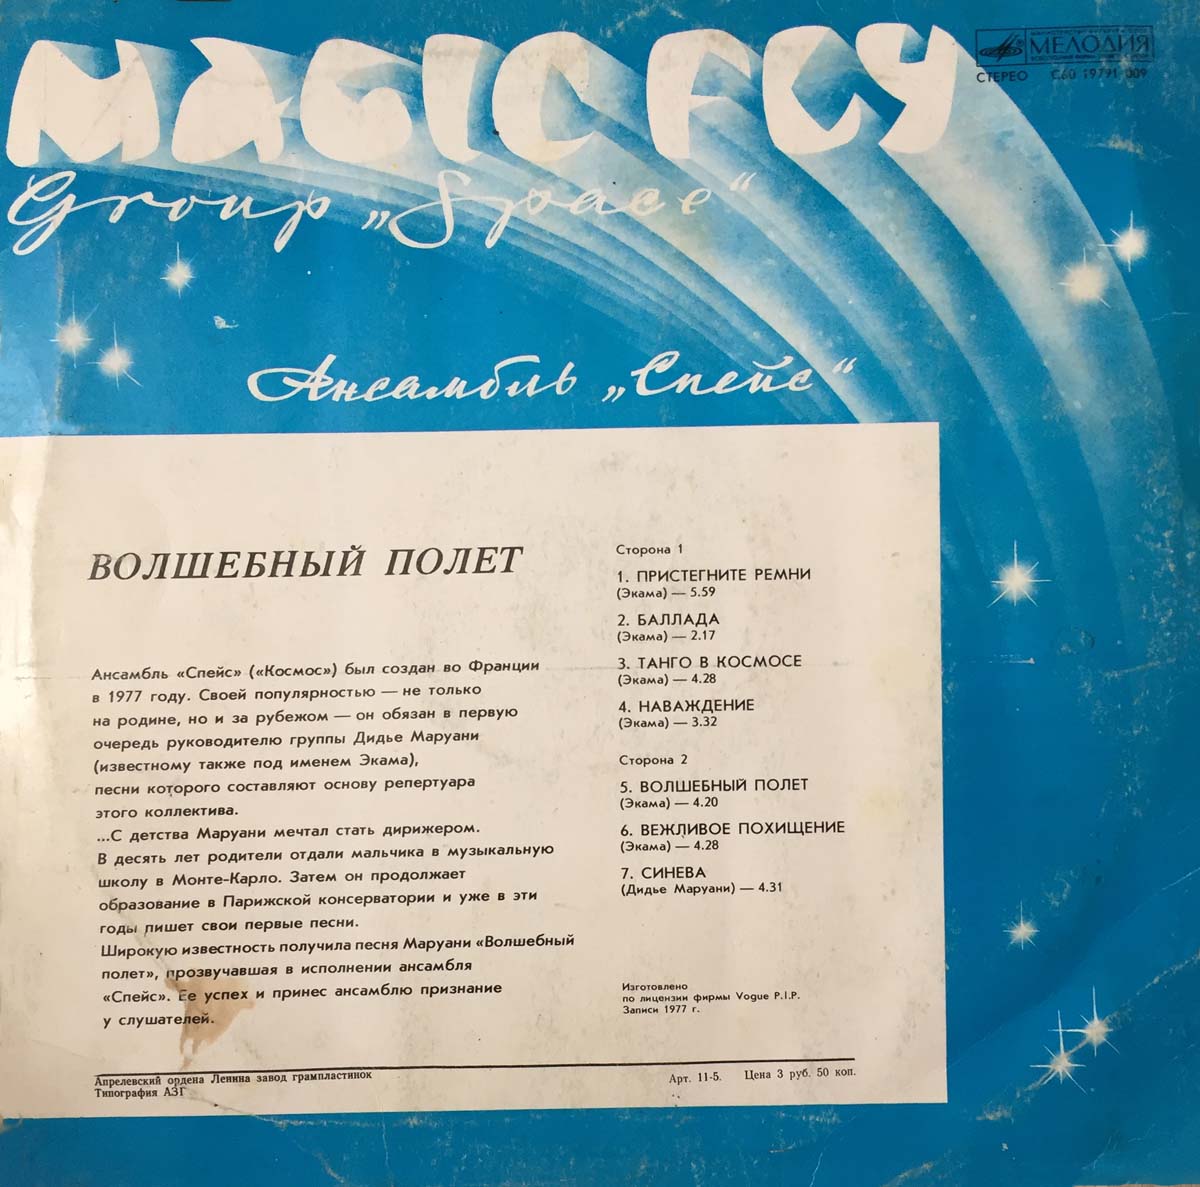 MAGIC FLY
МЕЛОДИЯ
СТЕРЕО С60 19791 009
Group „Space“
Ансамбль „Спейс“
ВОЛШЕБНЫЙ ПОЛЕТ
Ансамбль «Спейс» («Космос») был создан во Франции
в 1977 году. Своей популярностью — не только
на родине, но и за рубежом — он обязан в первую
очередь руководителю группы Дидье Маруани
(известному также под именем Экама),
песни которого составляют основу репертуара
этого коллектива.
...С детства Маруани мечтал стать дирижером.
В десять лет родители отдали мальчика в музыкальную
школу в Монте-Карло. Затем он продолжает
образование в Парижской консерватории и уже в эти
годы пишет свои первые песни.
Широкую известность получила песня Маруани «Волшебный
полет», прозвучавшая в исполнении ансамбля
«Спейс». Ее успех и принес ансамблю признание
у слушателей.
Сторона 1
1. ПРИСТЕГНИТЕ РЕМНИ
(Экама) — 5.59
2. БАЛЛАДА
(Экама) — 2.17
3. ТАНГО В КОСМОСЕ
(Экама) — 4.28
4. НАВАЖДЕНИЕ
(Экама) — 3.32
Сторона 2
5. ВОЛШЕБНЫЙ ПОЛЕТ
(Экама) — 4.20
6. ВЕЖЛИВОЕ ПОХИЩЕНИЕ
(Экама) — 4.28
7. СИНЕВА
(Дидье Маруани) — 4.31
Изготовлено
по лицензии фирмы Vogue P.I.P.
Записи 1977 г.
Апрелевский ордена Ленина завод грампластинок
Типография АЗГ
Арт. 11-5. Цена 3 руб. 50 коп.